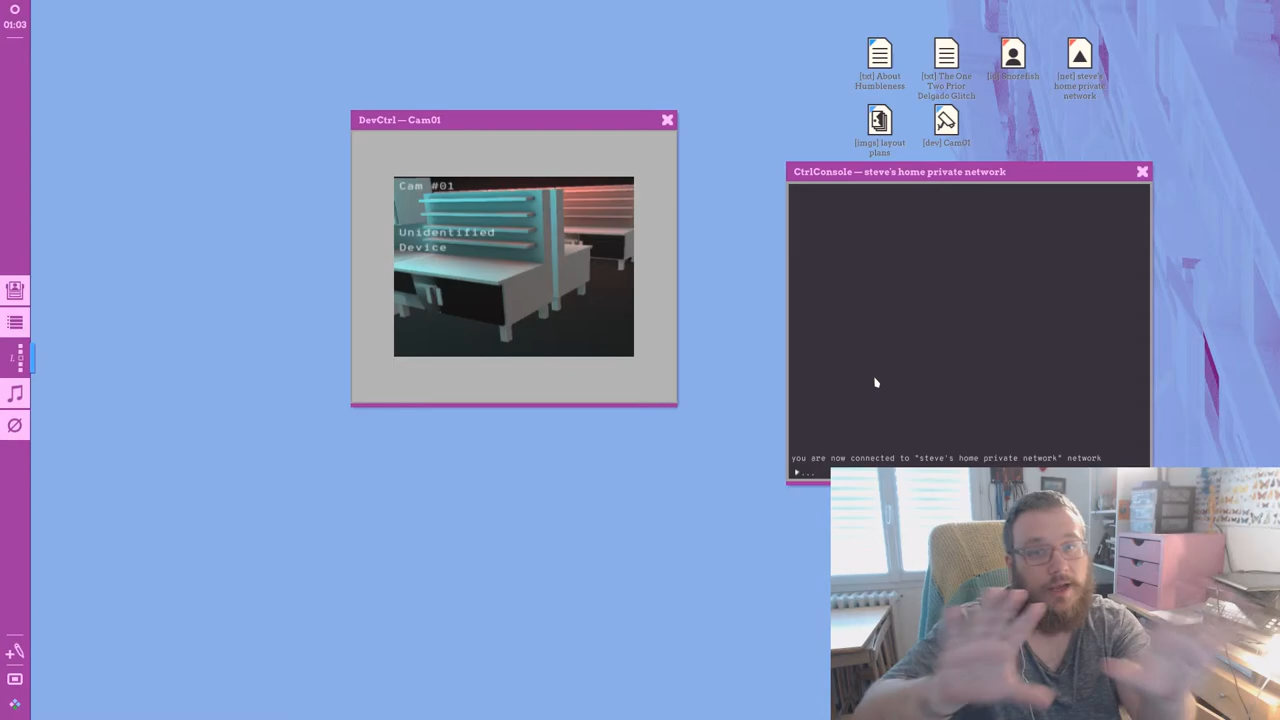 01:03
[txt] About
Humbleness
[txt] The One
Two Prior
Delgado Glitch
Shorefish
[net] steve's
home private
network
[imgs] layout
plans
[dev] Cam01
DevCtrl — Cam01
Cam #01
Unidentified
Device
CtrlConsole — steve's home private network
you are now connected to "steve's home private network" network
...
L